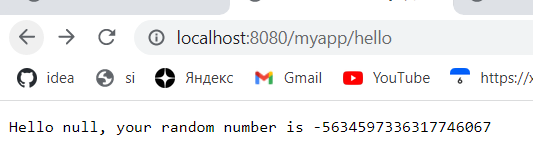 localhost:8080/myapp/hello
idea si Яндекс Gmail YouTube https://x
Hello null, your random number is -5634597336317746067